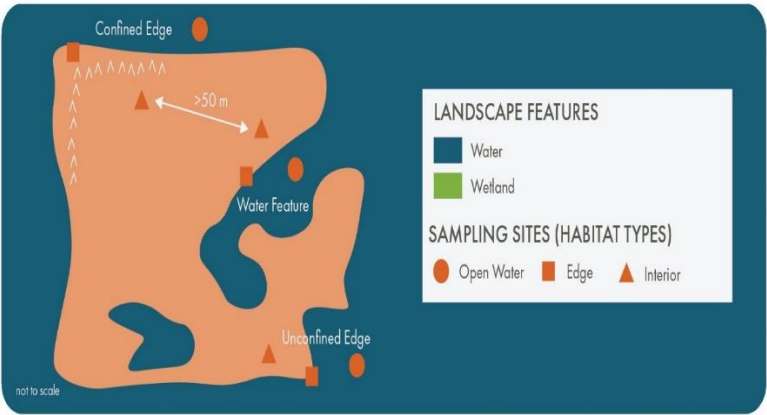 Confined Edge
>50 m
Water Feature
Unconfined Edge
not to scale
LANDSCAPE FEATURES
Water
Wetland
SAMPLING SITES (HABITAT TYPES)
Open Water Edge Interior